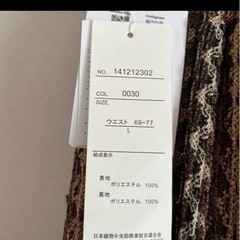 Instagram
NO. 141212302
COL. 0030
SIZE.
ウエスト 69~77
L
組成表示
表地
ポリエステル 100%
裏地
ポリエステル 100%
日本織物中央卸商業組合連合会